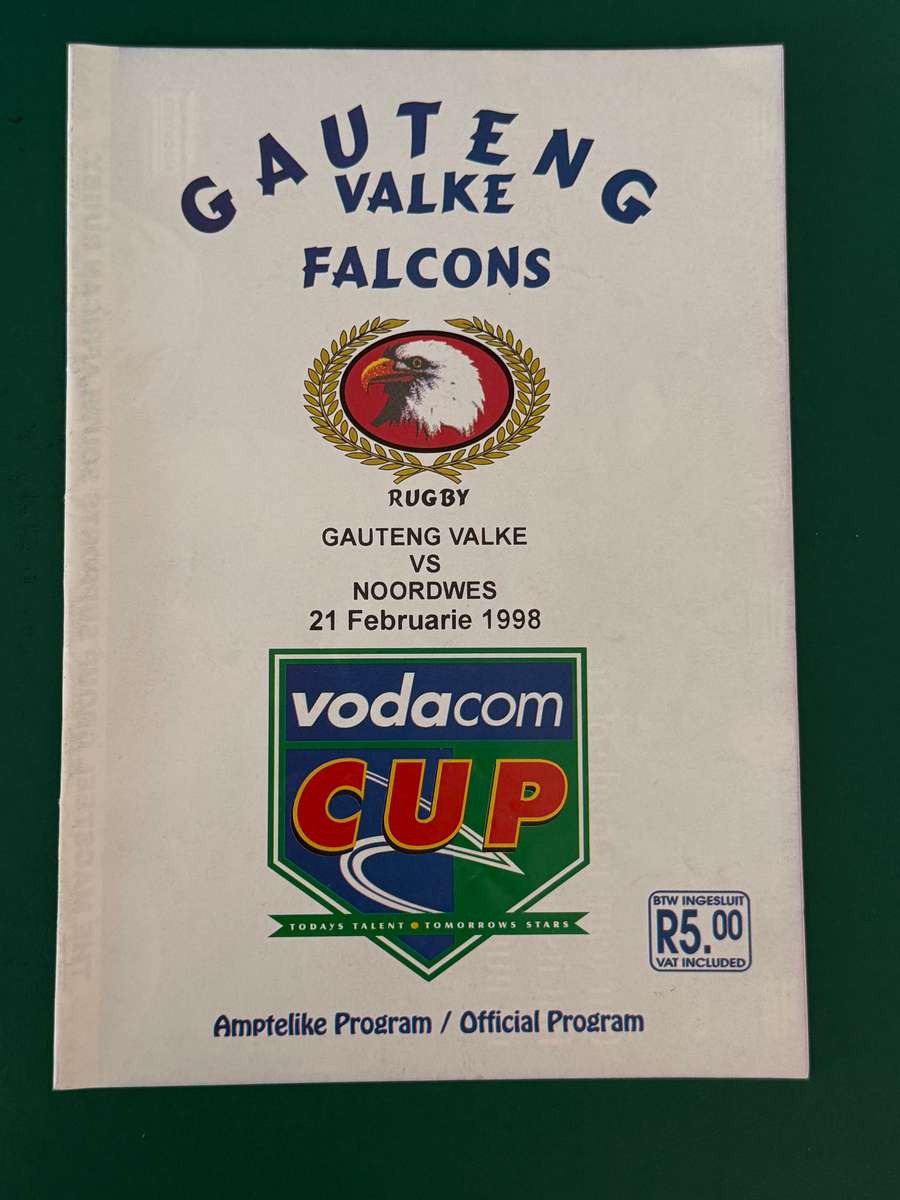 GAUTENG
VALKE
FALCONS
RUGBY
GAUTENG VALKE
VS
NOORDWES
21 Februarie 1998
vodacom
CUP
TODAYS TALENT • TOMORROWS STARS
BTW INGESLUIT
R5.00
VAT INCLUDED
Amptelike Program / Official Program